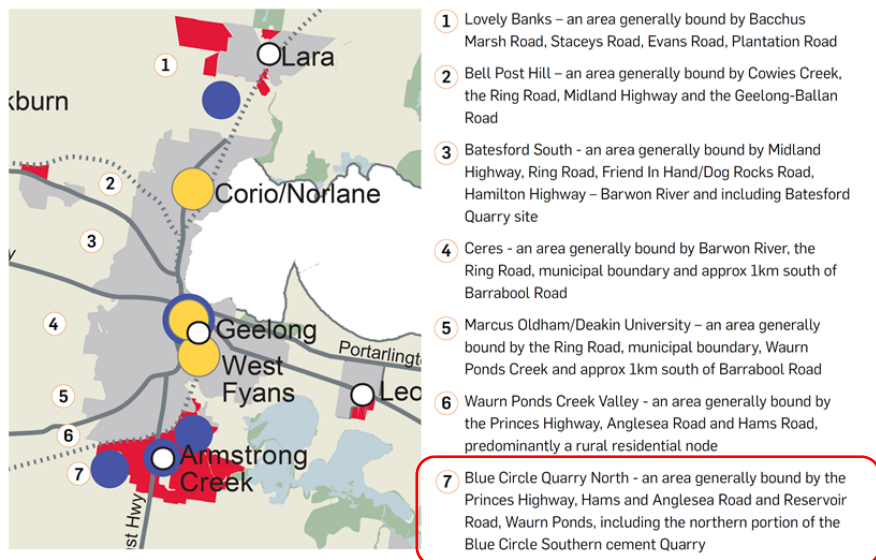 1
Lara
kburn
2
Corio/Norlane
3
y
4
Geelong
Portarlingt
West
Fyans
5
Leo
6
Armstrong
Creek
7
st Hwy
1 Lovely Banks – an area generally bound by Bacchus
Marsh Road, Staceys Road, Evans Road, Plantation Road
2 Bell Post Hill – an area generally bound by Cowies Creek,
the Ring Road, Midland Highway and the Geelong-Ballan
Road
3 Batesford South - an area generally bound by Midland
Highway, Ring Road, Friend In Hand/Dog Rocks Road,
Hamilton Highway – Barwon River and including Batesford
Quarry site
4 Ceres - an area generally bound by Barwon River, the
Ring Road, municipal boundary and approx 1km south of
Barrabool Road
5 Marcus Oldham/Deakin University – an area generally
bound by the Ring Road, municipal boundary, Waurn
Ponds Creek and approx 1km south of Barrabool Road
6 Waurn Ponds Creek Valley - an area generally bound by
the Princes Highway, Anglesea Road and Hams Road,
predominantly a rural residential node
7 Blue Circle Quarry North - an area generally bound by the
Princes Highway, Hams and Anglesea Road and Reservoir
Road, Waurn Ponds, including the northern portion of the
Blue Circle Southern cement Quarry